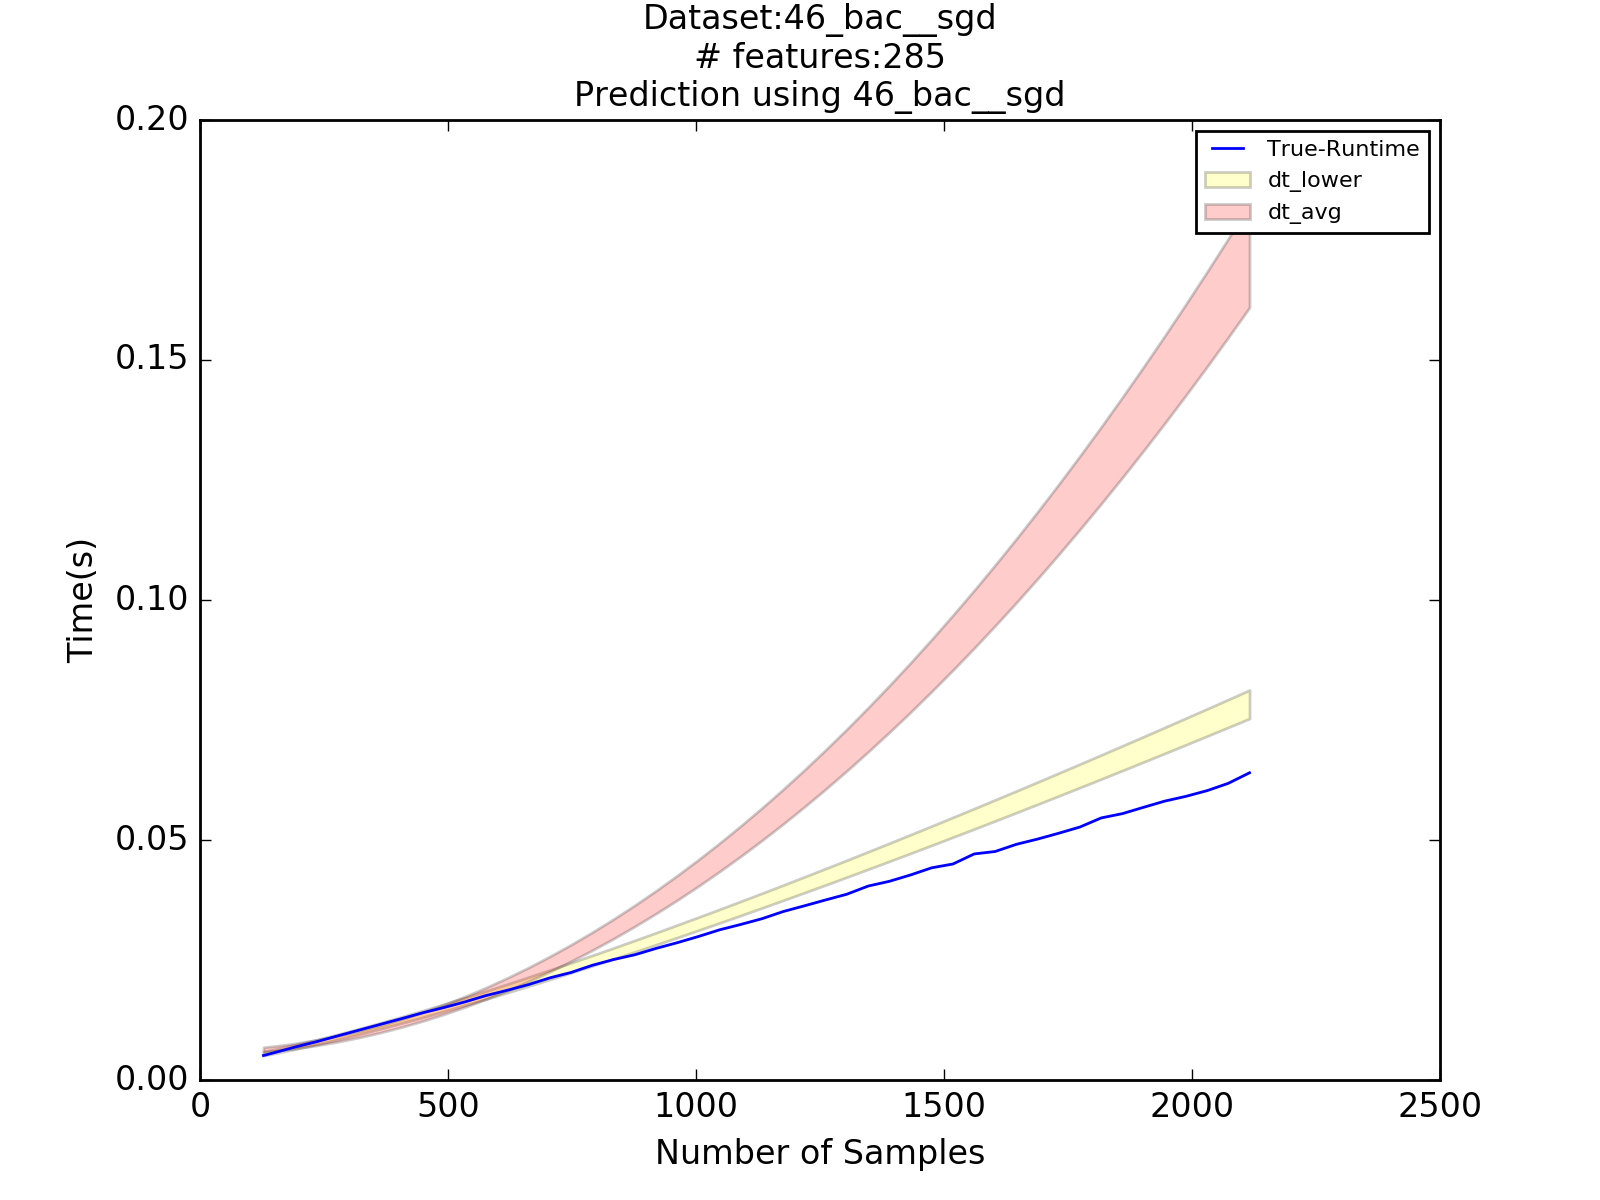 Dataset:46_bac__sgd
# features:285
Prediction using 46_bac__sgd
0.20
0.15
0.10
0.05
0.00
Time(s)
True-Runtime
dt_lower
dt_avg
0 500 1000 1500 2000 2500
Number of Samples